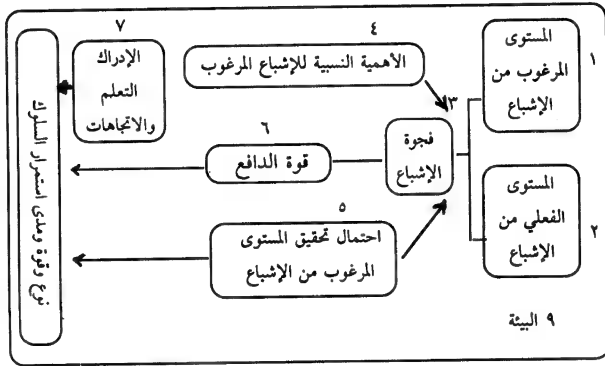 ١
المستوى
المرغوب من
الإشباع
٢
المستوى
الفعلي من
الإشباع
٣
فجوة
الإشباع
٤
الأهمية النسبية للإشباع المرغوب
٥
احتمال تحقيق المستوى
المرغوب من الإشباع
٦
قوة الدافع
٧
الإدراك
التعلم
والاتجاهات
نوع وقوة ومدى استمرار السلوك
٩ البيئة